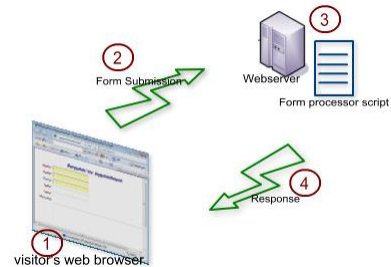 3
2
Form Submission
Webserver
Form processor script
4
Response
1
visitor's web browser